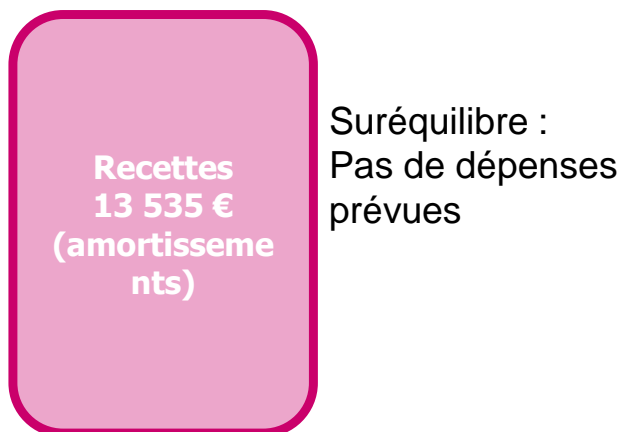 Recettes
13 535 €
(amortisseme
nts)
Suréquilibre :
Pas de dépenses
prévues